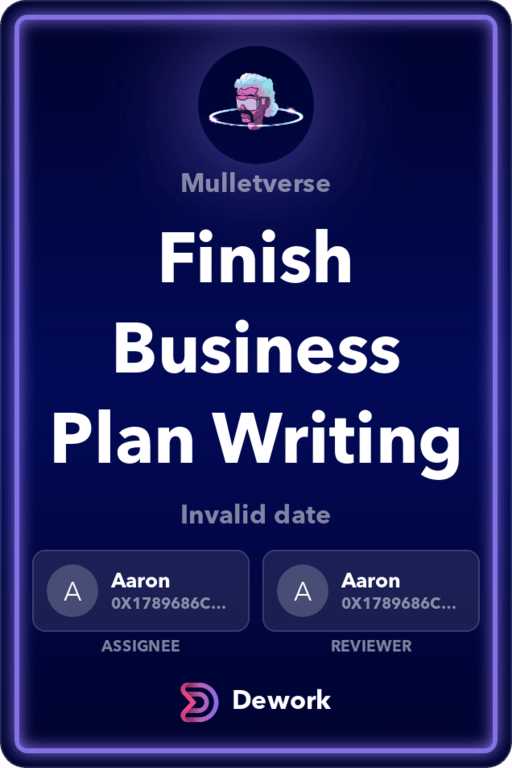 Mulletverse
Finish
Business
Plan Writing
Invalid date
A Aaron
0X1789686C...
ASSIGNEE
A Aaron
0X1789686C...
REVIEWER
Dework